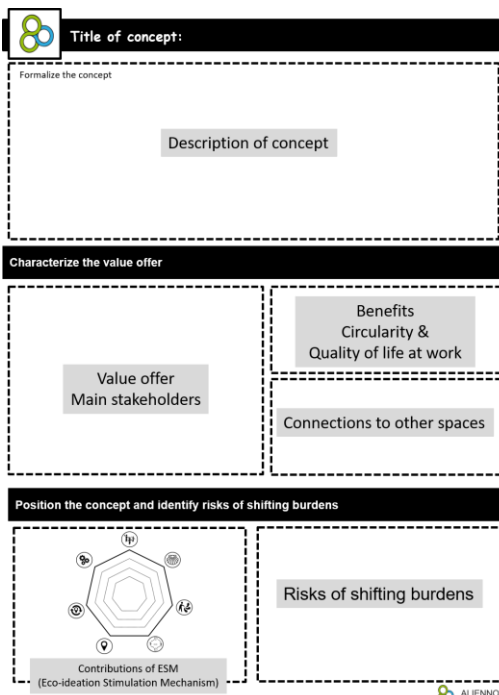 Title of concept:
Formalize the concept
Description of concept
Characterize the value offer
Value offer
Main stakeholders
Benefits
Circularity &
Quality of life at work
Connections to other spaces
Position the concept and identify risks of shifting burdens
Contributions of ESM
(Eco-ideation Stimulation Mechanism)
Risks of shifting burdens